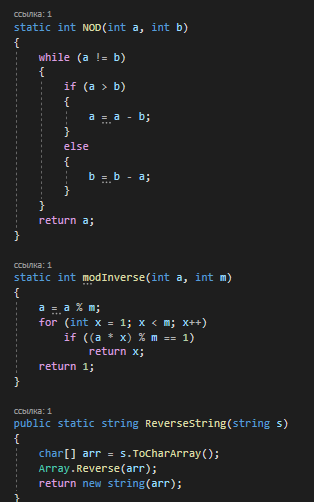 ссылка: 1
static int NOD(int a, int b)
{
    while (a != b)
    {
        if (a > b)
        {
            a = a - b;
        }
        else
        {
            b = b - a;
        }
    }
    return a;
}
ссылка: 1
static int modInverse(int a, int m)
{
    a = a % m;
    for (int x = 1; x < m; x++)
        if ((a * x) % m == 1)
            return x;
    return 1;
}
ссылка: 1
public static string ReverseString(string s)
{
    char[] arr = s.ToCharArray();
    Array.Reverse(arr);
    return new string(arr);
}